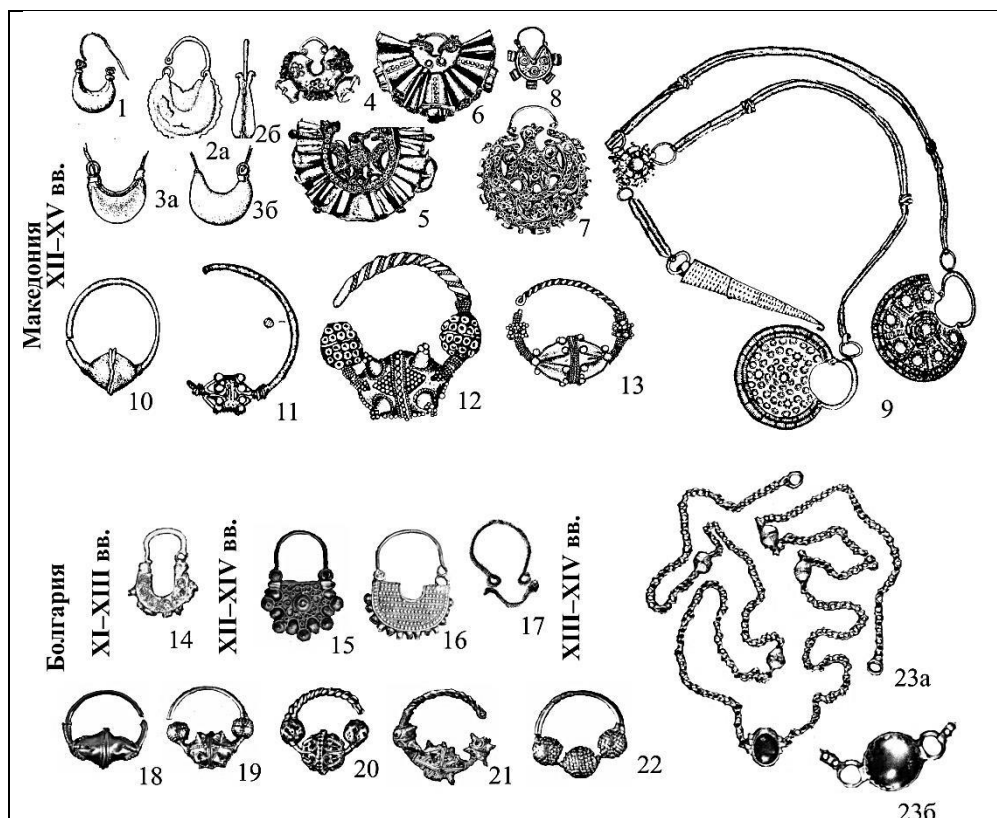 1
2а
2б
4
6
8
3а
3б
5
7
Македония
XII–XV вв.
9
10
11
12
13
Болгария
XI–XIII вв.
14
XII–XIV вв.
15
16
17
XIII–XIV вв.
23а
18
19
20
21
22
23б